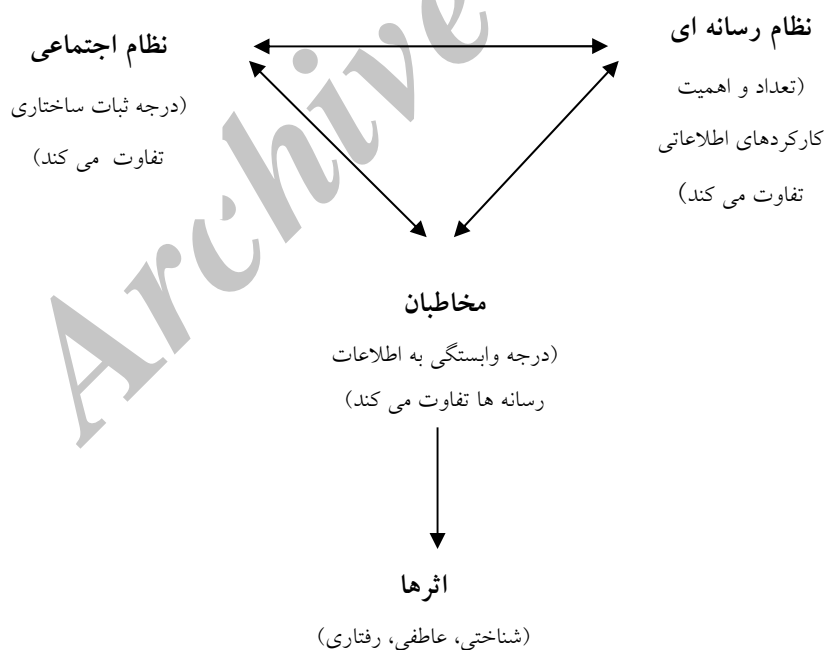 نظام رسانه ای
(تعداد و اهمیت
کارکردهای اطلاعاتی
تفاوت می کند)
نظام اجتماعی
(درجه ثبات ساختاری
تفاوت می کند)
مخاطبان
(درجه وابستگی به اطلاعات
رسانه ها تفاوت می کند)
اثرها
(شناختی، عاطفی، رفتاری)
Archive